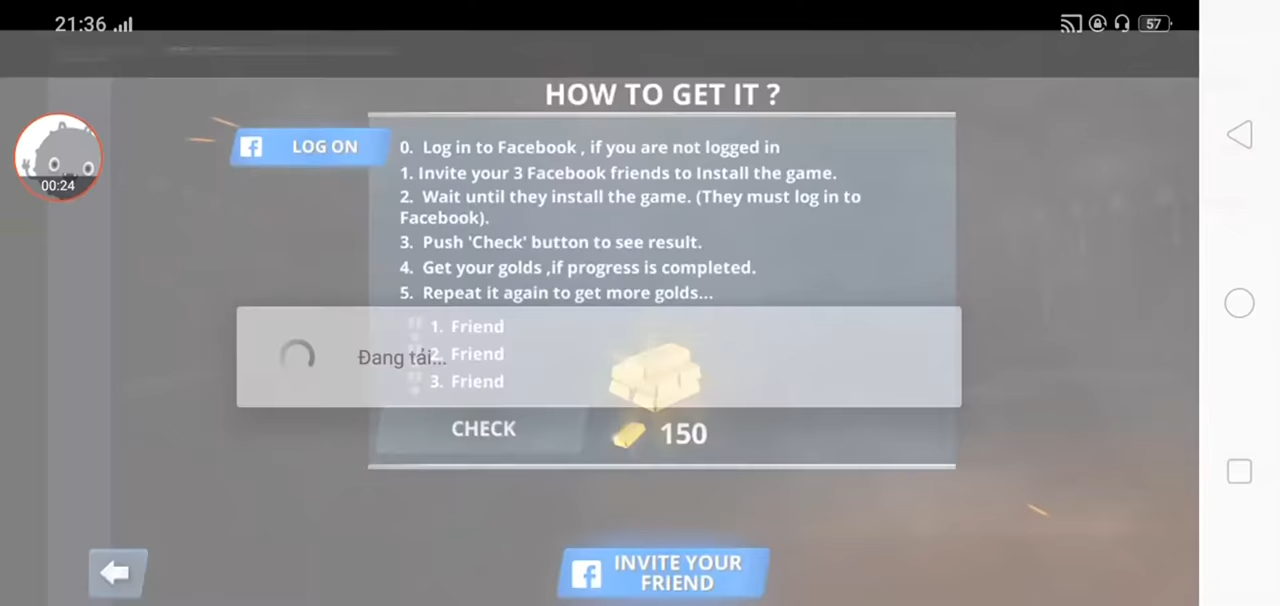 21:36
57
HOW TO GET IT ?
LOG ON
0. Log in to Facebook , if you are not logged in
1. Invite your 3 Facebook friends to Install the game.
2. Wait until they install the game. (They must log in to
Facebook).
3. Push 'Check' button to see result.
4. Get your golds ,if progress is completed.
5. Repeat it again to get more golds...
00:24
1. Friend
Đang tải...
2. Friend
3. Friend
CHECK
150
INVITE YOUR
FRIEND